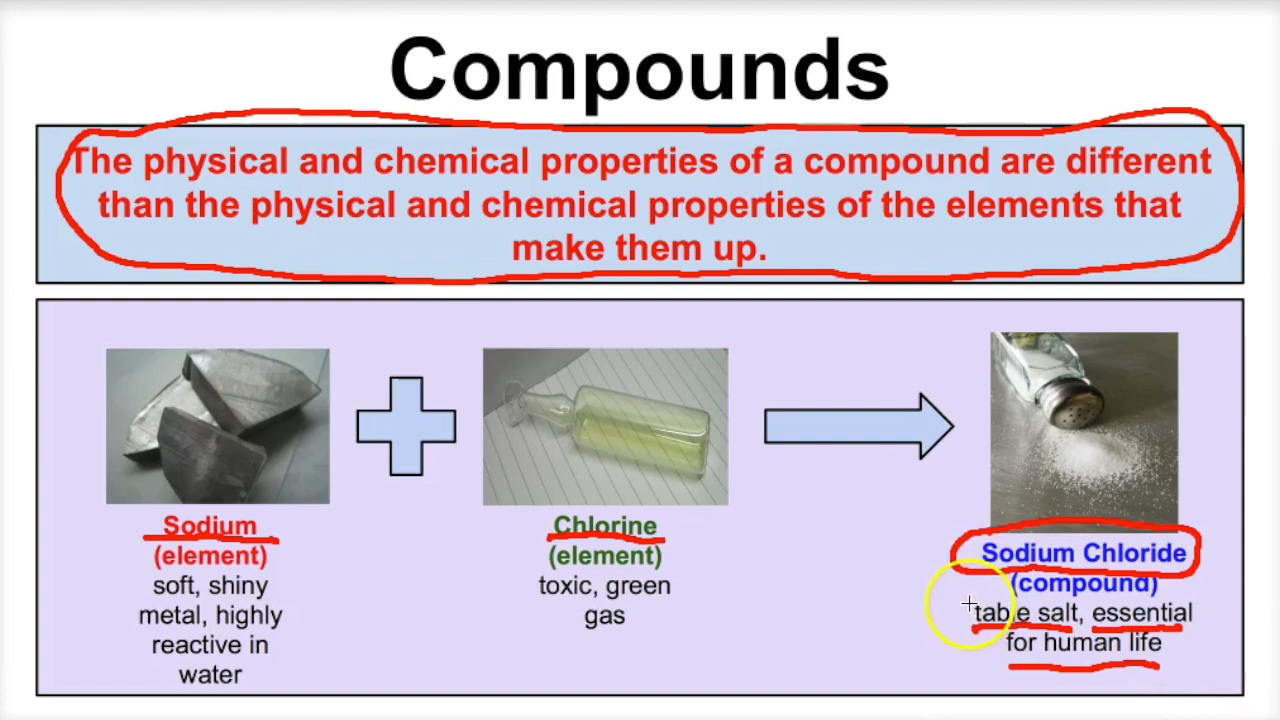 Compounds
The physical and chemical properties of a compound are different
than the physical and chemical properties of the elements that
make them up.
Sodium
(element)
soft, shiny
metal, highly
reactive in
water
Chlorine
(element)
toxic, green
gas
Sodium Chloride
(compound)
table salt, essential
for human life